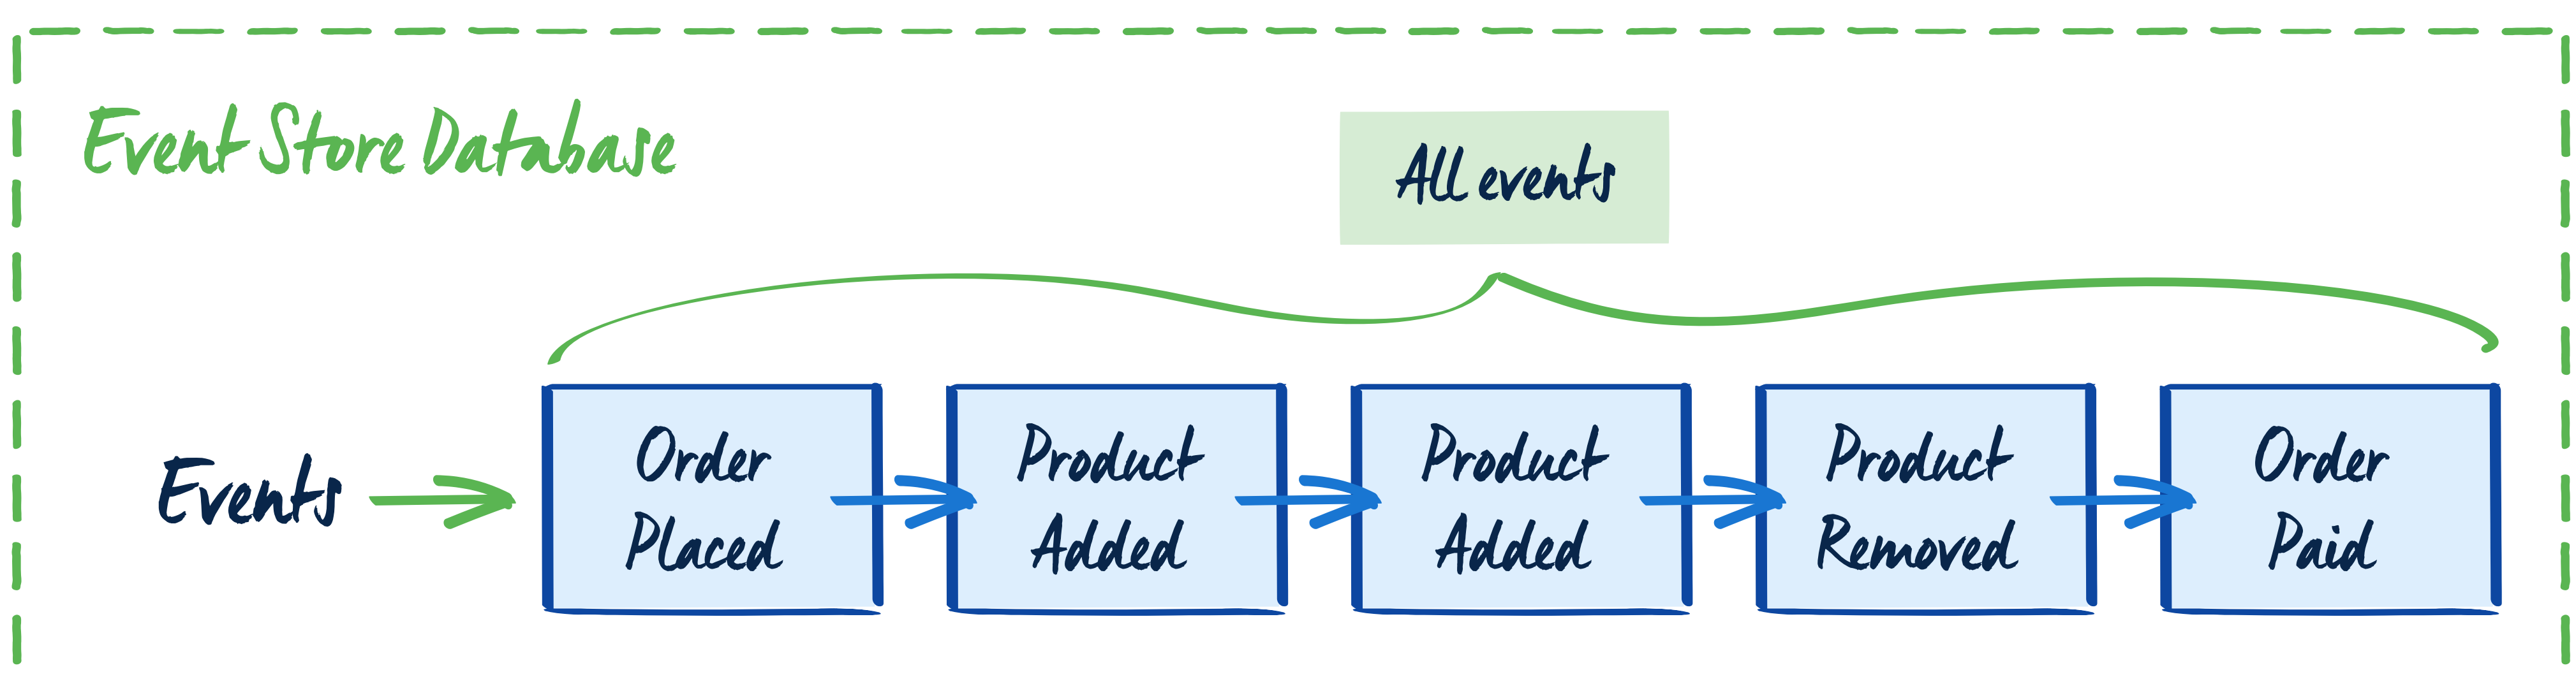 Event Store Database
All events
Events
Order
Placed
Product
Added
Product
Added
Product
Removed
Order
Paid